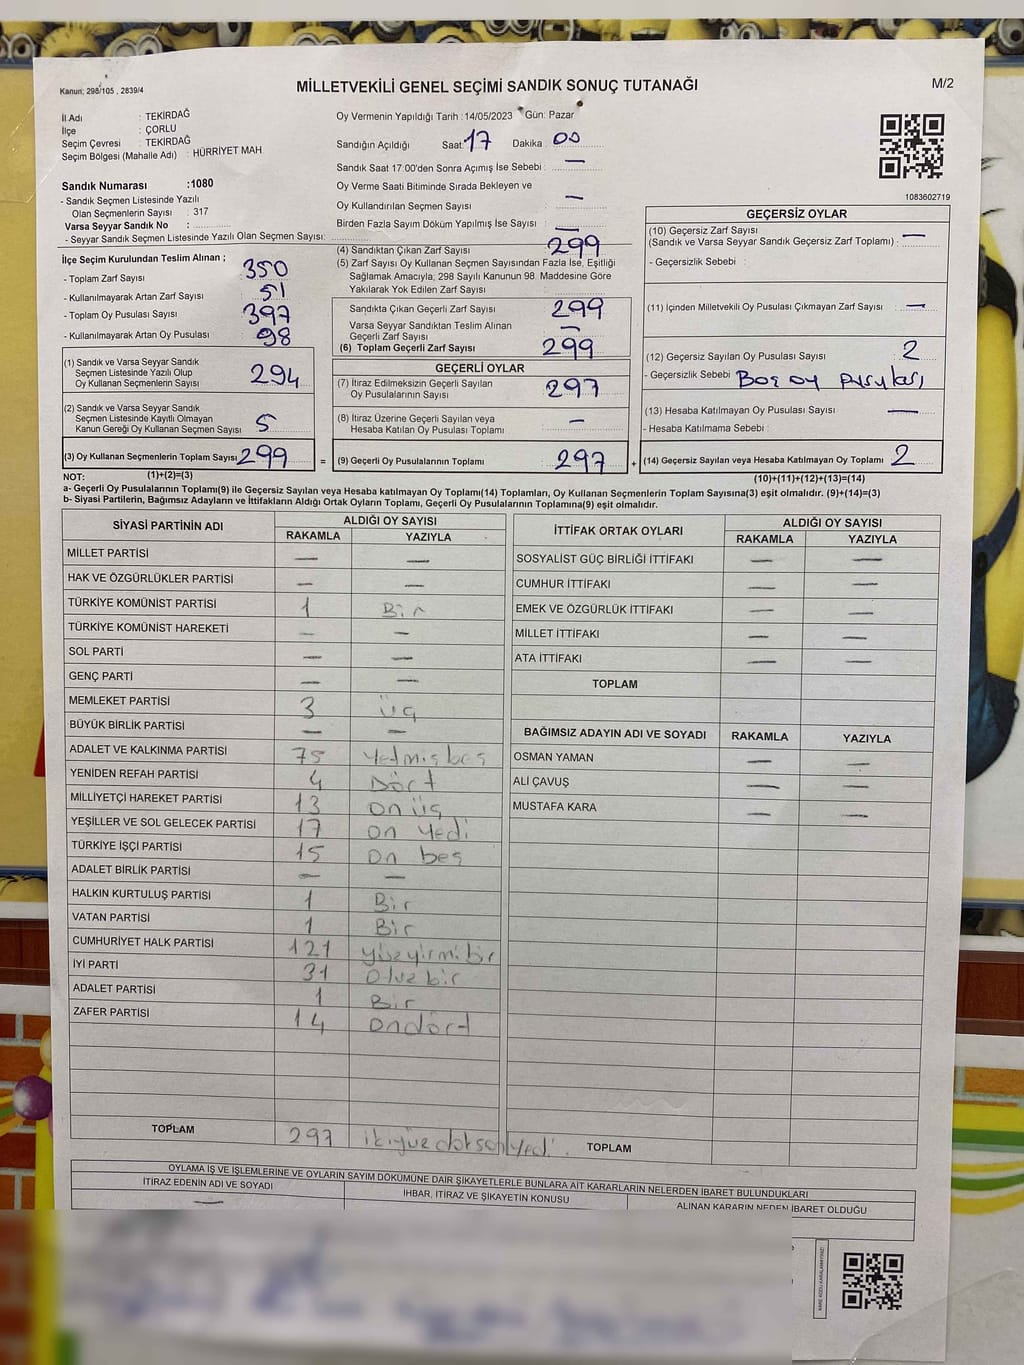 Kanun; 298/105 , 2839/4
MİLLETVEKİLİ GENEL SEÇİMİ SANDIK SONUÇ TUTANAĞI
M/2
İl Adı : TEKİRDAĞ
İlçe : ÇORLU
Seçim Çevresi : TEKİRDAĞ
Seçim Bölgesi (Mahalle Adı) : HÜRRİYET MAH.
Sandık Numarası :1080
- Sandık Seçmen Listesinde Yazılı
Olan Seçmenlerin Sayısı : 317
Varsa Seyyar Sandık No :
- Seyyar Sandık Seçmen Listesinde Yazılı Olan Seçmen Sayısı:
Oy Vermenin Yapıldığı Tarih :14/05/2023 Gün: Pazar
Sandığın Açıldığı Saat: 17 Dakika 00
Sandık Saat 17:00'den Sonra Açımış İse Sebebi : —
Oy Verme Saati Bitiminde Sırada Bekleyen ve
Oy Kullandırılan Seçmen Sayısı —
Birden Fazla Sayım Döküm Yapılmış İse Sayısı : —
1083602719
İlçe Seçim Kurulundan Teslim Alınan ;
- Toplam Zarf Sayısı : 350
- Kullanılmayarak Artan Zarf Sayısı : 51
- Toplam Oy Pusulası Sayısı : 397
- Kullanılmayarak Artan Oy Pusulası : 98
(1) Sandık ve Varsa Seyyar Sandık
Seçmen Listesinde Yazılı Olup
Oy Kullanan Seçmenlerin Sayısı : 294
(2) Sandık ve Varsa Seyyar Sandık
Seçmen Listesinde Kayıtlı Olmayan
Kanun Gereği Oy Kullanan Seçmen Sayısı : 5
(3) Oy Kullanan Seçmenlerin Toplam Sayısı : 299
(1)+(2)=(3)
(4) Sandıktan Çıkan Zarf Sayısı 299
(5) Zarf Sayısı Oy Kullanan Seçmen Sayısından Fazla İse, Eşitliği
Sağlamak Amacıyla; 298 Sayılı Kanunun 98. Maddesine Göre
Yakılarak Yok Edilen Zarf Sayısı :
Sandıkta Çıkan Geçerli Zarf Sayısı : 299
Varsa Seyyar Sandıktan Teslim Alınan
Geçerli Zarf Sayısı : —
(6) Toplam Geçerli Zarf Sayısı : 299
GEÇERLİ OYLAR
(7) İtiraz Edilmeksizin Geçerli Sayılan
Oy Pusulalarının Sayısı : 297
(8) İtiraz Üzerine Geçerli Sayılan veya
Hesaba Katılan Oy Pusulası Toplamı : —
= (9) Geçerli Oy Pusulalarının Toplamı : 297
GEÇERSİZ OYLAR
(10) Geçersiz Zarf Sayısı
(Sandık ve Varsa Seyyar Sandık Geçersiz Zarf Toplamı) : —
- Geçersizlik Sebebi :
(11) İçinden Milletvekili Oy Pusulası Çıkmayan Zarf Sayısı : —
(12) Geçersiz Sayılan Oy Pusulası Sayısı : 2
- Geçersizlik Sebebi : Boş oy pusulası
(13) Hesaba Katılmayan Oy Pusulası Sayısı : —
- Hesaba Katılmama Sebebi :
+ (14) Geçersiz Sayılan veya Hesaba Katılmayan Oy Toplamı : 2
(10)+(11)+(12)+(13)=(14)
NOT:
a- Geçerli Oy Pusulalarının Toplamı(9) ile Geçersiz Sayılan veya Hesaba katılmayan Oy Toplamı(14) Toplamları, Oy Kullanan Seçmenlerin Toplam Sayısına(3) eşit olmalıdır. (9)+(14)=(3)
b- Siyasi Partilerin, Bağımsız Adayların ve İttifakların Aldığı Ortak Oyların Toplamı, Geçerli Oy Pusulalarının Toplamına(9) eşit olmalıdır.
SİYASİ PARTİNİN ADI ALDIĞI OY SAYISI
RAKAMLA YAZIYLA
MİLLET PARTİSİ — —
HAK VE ÖZGÜRLÜKLER PARTİSİ — —
TÜRKİYE KOMÜNİST PARTİSİ 1 Bir
TÜRKİYE KOMÜNİST HAREKETİ — —
SOL PARTİ — —
GENÇ PARTİ — —
MEMLEKET PARTİSİ 3 üç
BÜYÜK BİRLİK PARTİSİ — —
ADALET VE KALKINMA PARTİSİ 75 yetmişbeş
YENİDEN REFAH PARTİSİ 4 Dört
MİLLİYETÇİ HAREKET PARTİSİ 13 on üç
YEŞİLLER VE SOL GELECEK PARTİSİ 17 on yedi
TÜRKİYE İŞÇİ PARTİSİ 15 on beş
ADALET BİRLİK PARTİSİ — —
HALKIN KURTULUŞ PARTİSİ 1 Bir
VATAN PARTİSİ 1 Bir
CUMHURİYET HALK PARTİSİ 121 yüzyirmibir
İYİ PARTİ 31 otuzbir
ADALET PARTİSİ 1 Bir
ZAFER PARTİSİ 14 ondört
TOPLAM 297 ikiyüzdoksanyedi.
İTTİFAK ORTAK OYLARI ALDIĞI OY SAYISI
RAKAMLA YAZIYLA
SOSYALİST GÜÇ BİRLİĞİ İTTİFAKI — —
CUMHUR İTTİFAKI — —
EMEK VE ÖZGÜRLÜK İTTİFAKI — —
MİLLET İTTİFAKI — —
ATA İTTİFAKI — —
TOPLAM
BAĞIMSIZ ADAYIN ADI VE SOYADI RAKAMLA YAZIYLA
OSMAN YAMAN — —
ALİ ÇAVUŞ — —
MUSTAFA KARA — —
TOPLAM
OYLAMA İŞ VE İŞLEMLERİNE VE OYLARIN SAYIM DÖKÜMÜNE DAİR ŞİKAYETLERLE BUNLARA AİT KARARLARIN NELERDEN İBARET BULUNDUKLARI
İTİRAZ EDENİN ADI VE SOYADI İHBAR, İTİRAZ VE ŞİKAYETİN KONUSU ALINAN KARARIN NEDEN İBARET OLDUĞU
—